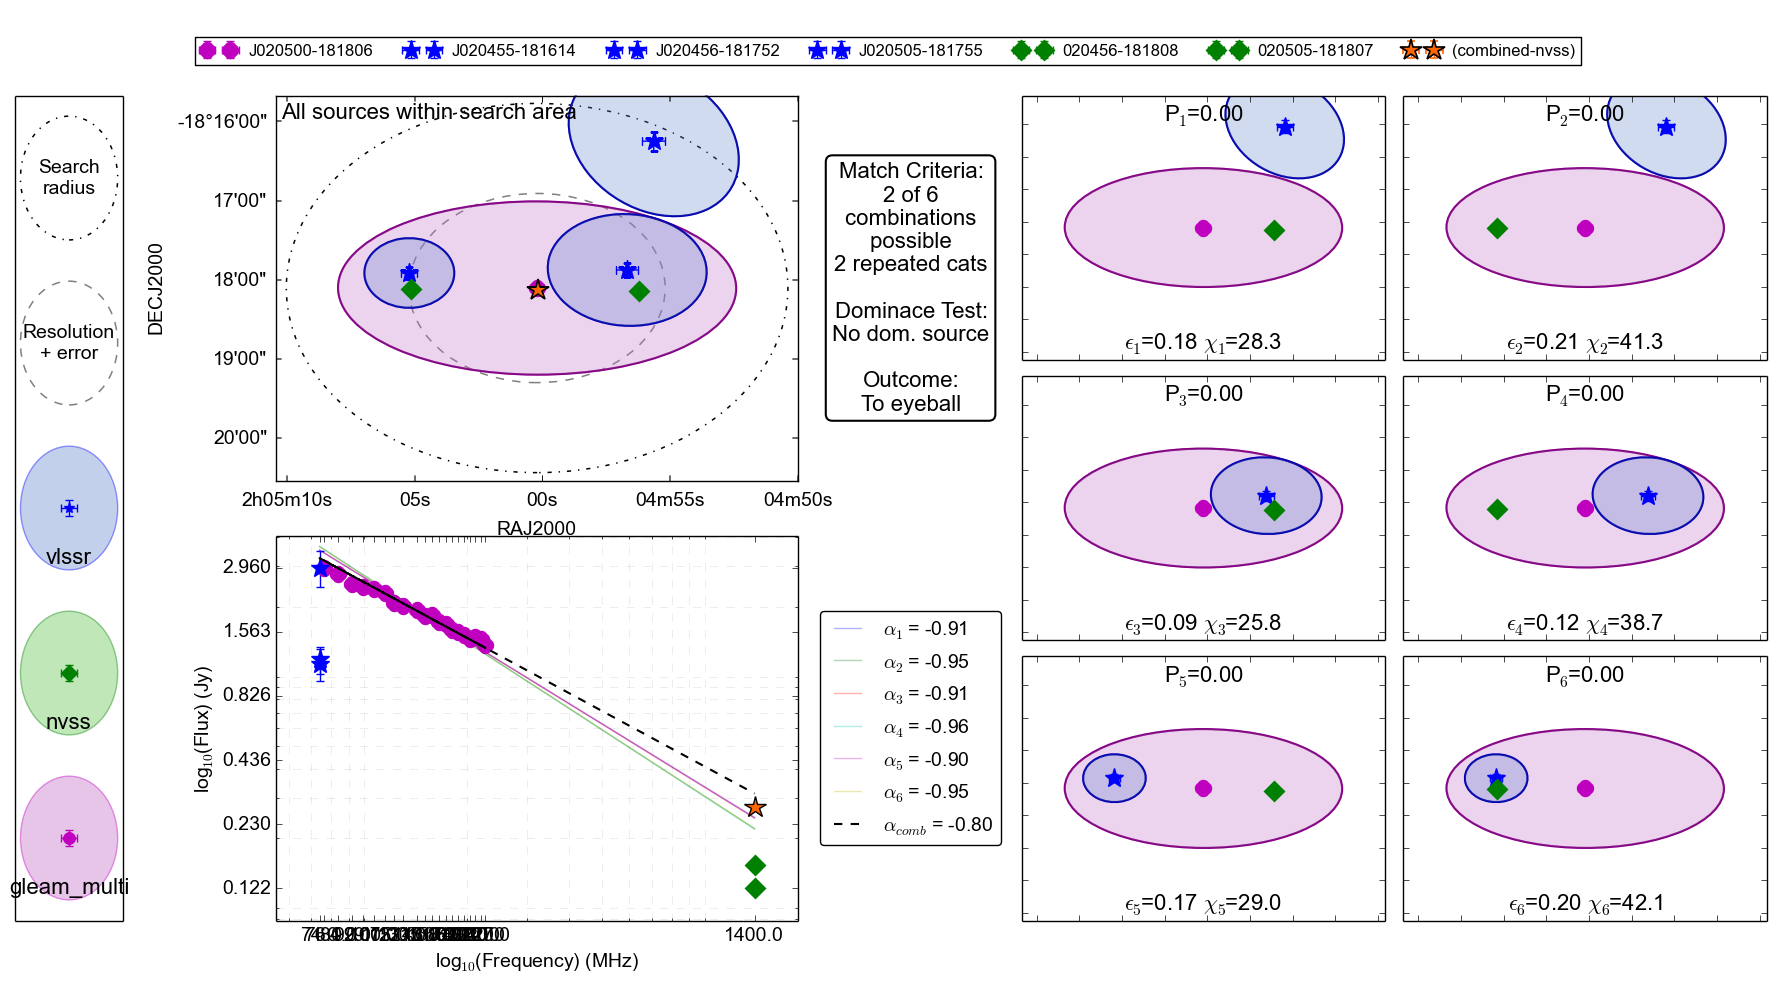 J020500-181806 J020455-181614 J020456-181752 J020505-181755 020456-181808 020505-181807 (combined-nvss)
Search
radius
Resolution
+ error
vlssr
nvss
gleam_multi
All sources within search area
-18°16'00"
17'00"
18'00"
19'00"
20'00"
DECJ2000
2h05m10s 05s 00s 04m55s 04m50s
RAJ2000
Match Criteria:
2 of 6
combinations
possible
2 repeated cats
Dominace Test:
No dom. source
Outcome:
To eyeball
2.960
1.563
0.826
0.436
0.230
0.122
log10(Flux) (Jy)
1400.0
log10(Frequency) (MHz)
α1 = -0.91
α2 = -0.95
α3 = -0.91
α4 = -0.96
α5 = -0.90
α6 = -0.95
αcomb = -0.80
P1=0.00
ϵ1=0.18 χ1=28.3
P2=0.00
ϵ2=0.21 χ2=41.3
P3=0.00
ϵ3=0.09 χ3=25.8
P4=0.00
ϵ4=0.12 χ4=38.7
P5=0.00
ϵ5=0.17 χ5=29.0
P6=0.00
ϵ6=0.20 χ6=42.1